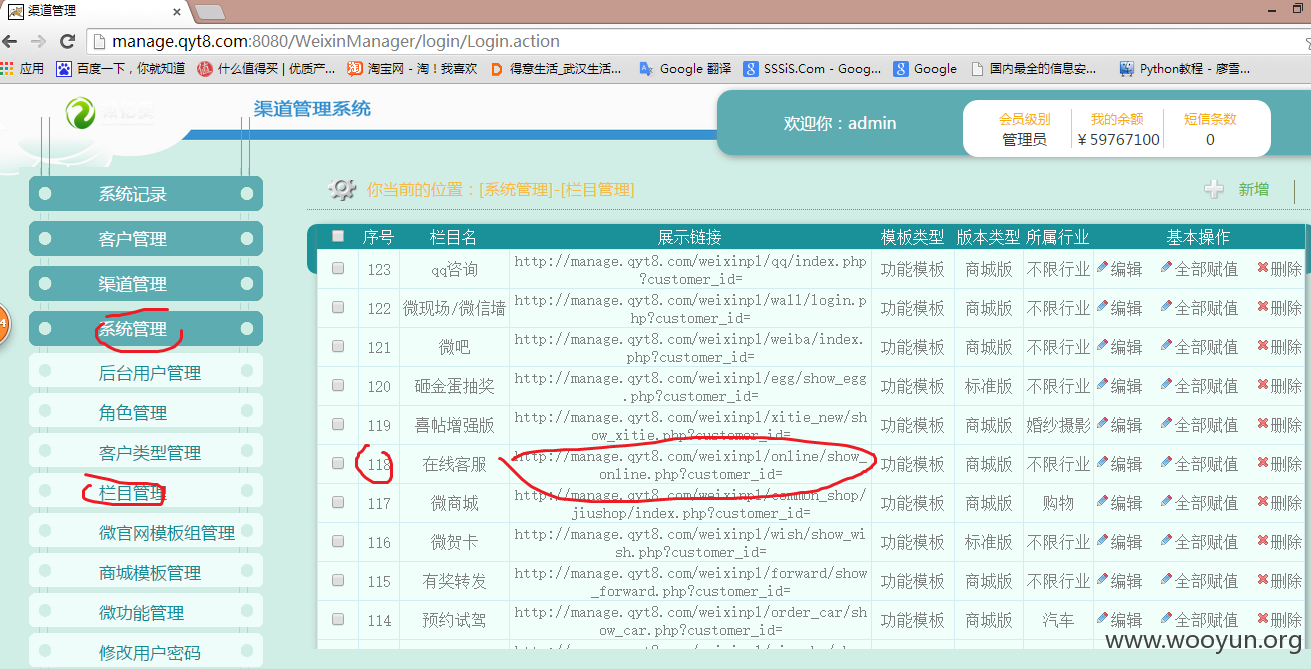 渠道管理
manage.qyt8.com:8080/WeixinManager/login/Login.action
应用 百度一下，你就知道 什么值得买 | 优质产... 淘宝网 - 淘！我喜欢 得意生活_武汉生活... Google 翻译 SSSiS.Com - Goog... Google 国内最全的信息安... Python教程 - 廖雪...
渠道管理系统
欢迎你：admin
会员级别 我的余额 短信条数
管理员 ¥59767100 0
系统记录
客户管理
渠道管理
系统管理
后台用户管理
角色管理
客户类型管理
栏目管理
微官网模板组管理
商城模板管理
微功能管理
修改用户密码
你当前的位置：[系统管理]-[栏目管理] 新增
序号 栏目名 展示链接 模板类型 版本类型 所属行业 基本操作
123 qq咨询 http://manage.qyt8.com/weixinpl/qq/index.php
?customer_id= 功能模板 商城版 不限行业 编辑 全部赋值 删除
122 微现场/微信墙 http://manage.qyt8.com/weixinpl/wall/login.p
hp?customer_id= 功能模板 商城版 不限行业 编辑 全部赋值 删除
121 微吧 http://manage.qyt8.com/weixinpl/weiba/index.
php?customer_id= 功能模板 商城版 不限行业 编辑 全部赋值 删除
120 砸金蛋抽奖 http://manage.qyt8.com/weixinpl/egg/show_egg
.php?customer_id= 功能模板 标准版 不限行业 编辑 全部赋值 删除
119 喜帖增强版 http://manage.qyt8.com/weixinpl/xitie_new/sh
ow_xitie.php?customer_id= 功能模板 商城版 婚纱摄影 编辑 全部赋值 删除
118 在线客服 http://manage.qyt8.com/weixinpl/online/show_
online.php?customer_id= 功能模板 商城版 不限行业 编辑 全部赋值 删除
117 微商城 http://manage.qyt8.com/weixinpl/common_shop/
jiushop/index.php?customer_id= 功能模板 商城版 购物 编辑 全部赋值 删除
116 微贺卡 http://manage.qyt8.com/weixinpl/wish/show_wi
sh.php?customer_id= 功能模板 标准版 不限行业 编辑 全部赋值 删除
115 有奖转发 http://manage.qyt8.com/weixinpl/forward/show
_forward.php?customer_id= 功能模板 商城版 不限行业 编辑 全部赋值 删除
114 预约试驾 http://manage.qyt8.com/weixinpl/order_car/sh
ow_car.php?customer_id= 功能模板 商城版 汽车 编辑 全部赋值 删除
www.wooyun.org